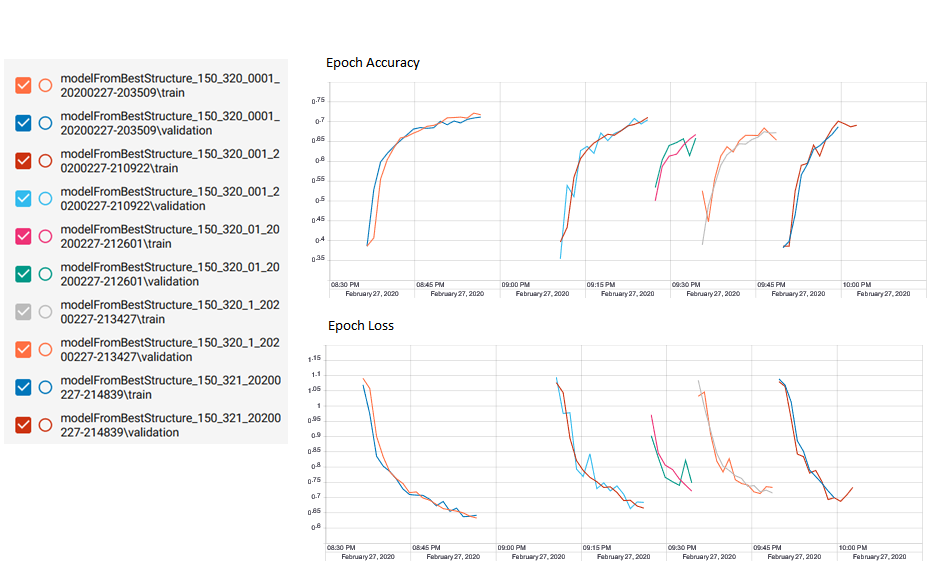 modelFromBestStructure_150_320_0001_
20200227-203509\train
modelFromBestStructure_150_320_0001_
20200227-203509\validation
modelFromBestStructure_150_320_001_2
0200227-210922\train
modelFromBestStructure_150_320_001_2
0200227-210922\validation
modelFromBestStructure_150_320_01_20
200227-212601\train
modelFromBestStructure_150_320_01_20
200227-212601\validation
modelFromBestStructure_150_320_1_202
00227-213427\train
modelFromBestStructure_150_320_1_202
00227-213427\validation
modelFromBestStructure_150_321_20200
227-214839\train
modelFromBestStructure_150_321_20200
227-214839\validation
Epoch Accuracy
0.75
0.7
0.65
0.6
0.55
0.5
0.45
0.4
0.35
08:30 PM 08:45 PM 09:00 PM 09:15 PM 09:30 PM 09:45 PM 10:00 PM
February 27, 2020 February 27, 2020 February 27, 2020 February 27, 2020 February 27, 2020 February 27, 2020 February 27, 2020
Epoch Loss
1.15
1.1
1.05
1
0.95
0.9
0.85
0.8
0.75
0.7
0.65
0.6
08:30 PM 08:45 PM 09:00 PM 09:15 PM 09:30 PM 09:45 PM 10:00 PM
February 27, 2020 February 27, 2020 February 27, 2020 February 27, 2020 February 27, 2020 February 27, 2020 February 27, 2020